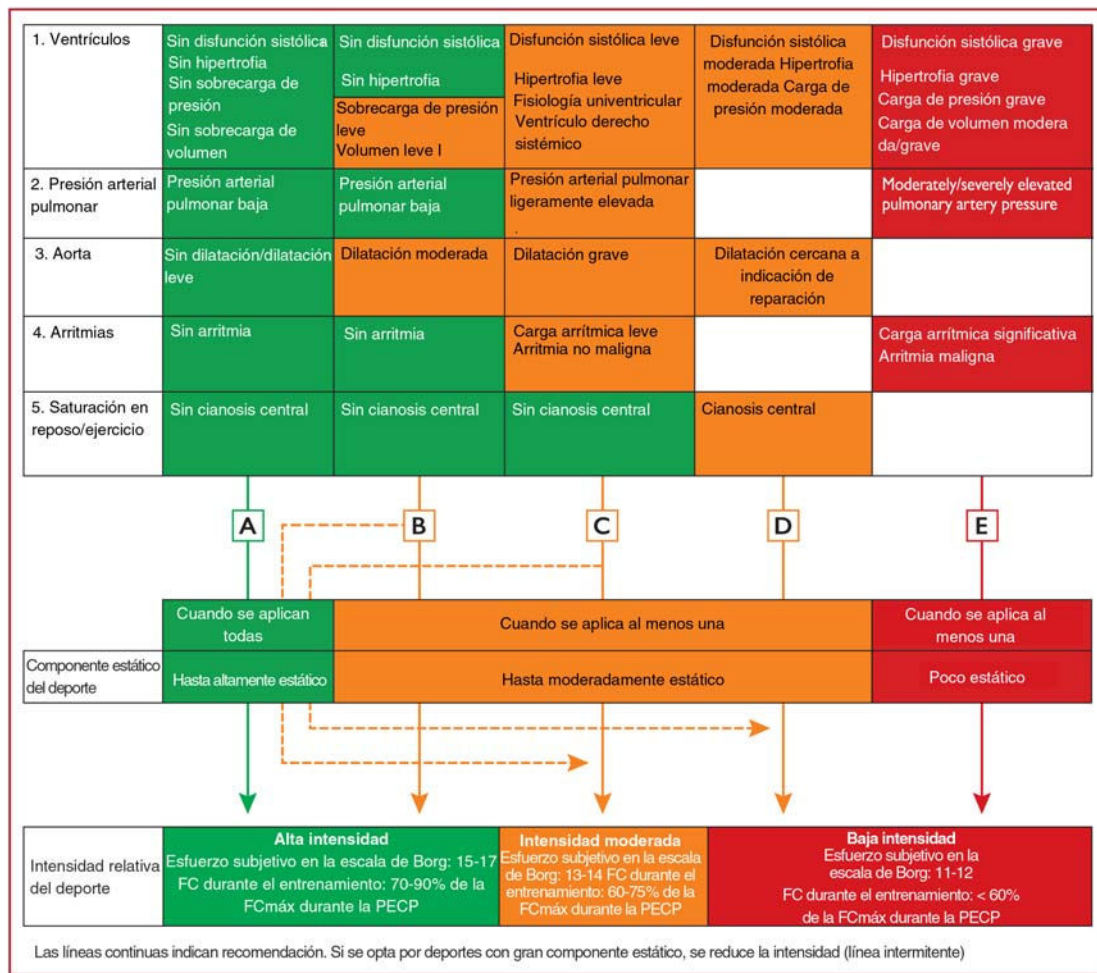 1. Ventrículos
Sin disfunción sistólica
Sin hipertrofia
Sin sobrecarga de
presión
Sin sobrecarga de
volumen
Sin disfunción sistólica
Sin hipertrofia
Sobrecarga de presión
leve
Volumen leve I
Disfunción sistólica leve
Hipertrofia leve
Fisiología univentricular
Ventrículo derecho
sistémico
Disfunción sistólica
moderada Hipertrofia
moderada Carga de
presión moderada
Disfunción sistólica grave
Hipertrofia grave
Carga de presión grave
Carga de volumen modera
da/grave
2. Presión arterial
pulmonar
Presión arterial
pulmonar baja
Presión arterial
pulmonar baja
Presión arterial pulmonar
ligeramente elevada
.
Moderately/severely elevated
pulmonary artery pressure
3. Aorta
Sin dilatación/dilatación
leve
Dilatación moderada
Dilatación grave
Dilatación cercana a
indicación de
reparación
4. Arritmias
Sin arritmia
Sin arritmia
Carga arrítmica leve
Arritmia no maligna
Carga arrítmica significativa
Arritmia maligna
5. Saturación en
reposo/ejercicio
Sin cianosis central
Sin cianosis central
Sin cianosis central
Cianosis central
A
B
C
D
E
Cuando se aplican
todas
Cuando se aplica al menos una
Cuando se aplica al
menos una
Componente estático
del deporte
Hasta altamente estático
Hasta moderadamente estático
Poco estático
Intensidad relativa
del deporte
Alta intensidad
Esfuerzo subjetivo en la escala de Borg: 15-17
FC durante el entrenamiento: 70-90% de la
FCmáx durante la PECP
Intensidad moderada
Esfuerzo subjetivo en la escala
de Borg: 13-14 FC durante el
entrenamiento: 60-75% de la
FCmáx durante la PECP
Baja intensidad
Esfuerzo subjetivo en la
escala de Borg: 11-12
FC durante el entrenamiento: < 60%
de la FCmáx durante la PECP
Las líneas continuas indican recomendación. Si se opta por deportes con gran componente estático, se reduce la intensidad (línea intermitente)